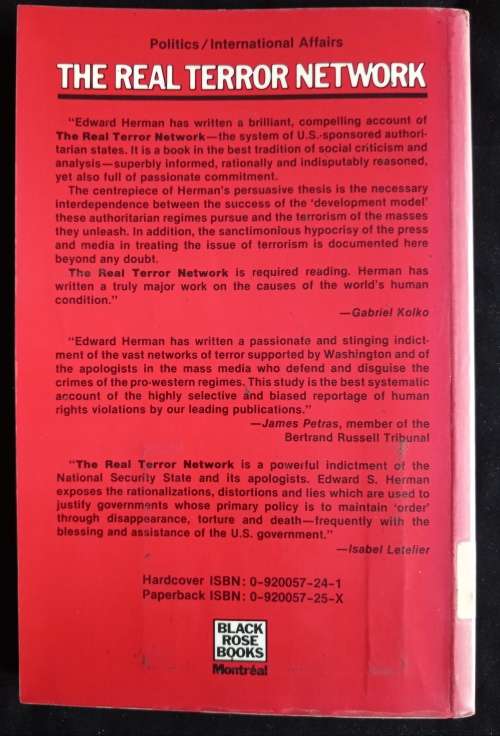 Politics/International Affairs
THE REAL TERROR NETWORK
"Edward Herman has written a brilliant, compelling account of
The Real Terror Network—the system of U.S.-sponsored authori-
tarian states. It is a book in the best tradition of social criticism and
analysis—superbly informed, rationally and indisputably reasoned,
yet also full of passionate commitment.
The centrepiece of Herman's persuasive thesis is the necessary
interdependence between the success of the 'development model'
these authoritarian regimes pursue and the terrorism of the masses
they unleash. In addition, the sanctimonious hypocrisy of the press
and media in treating the issue of terrorism is documented here
beyond any doubt.
The Real Terror Network is required reading. Herman has
written a truly major work on the causes of the world's human
condition."
—Gabriel Kolko
"Edward Herman has written a passionate and stinging indict-
ment of the vast networks of terror supported by Washington and of
the apologists in the mass media who defend and disguise the
crimes of the pro-western regimes. This study is the best systematic
account of the highly selective and biased reportage of human
rights violations by our leading publications."
—James Petras, member of the
Bertrand Russell Tribunal
"The Real Terror Network is a powerful indictment of the
National Security State and its apologists. Edward S. Herman
exposes the rationalizations, distortions and lies which are used to
justify governments whose primary policy is to maintain 'order'
through disappearance, torture and death—frequently with the
blessing and assistance of the U.S. government."
—Isabel Letelier
Hardcover ISBN: 0-920057-24-1
Paperback ISBN: 0-920057-25-X
BLACK
ROSE
BOOKS
Montréal